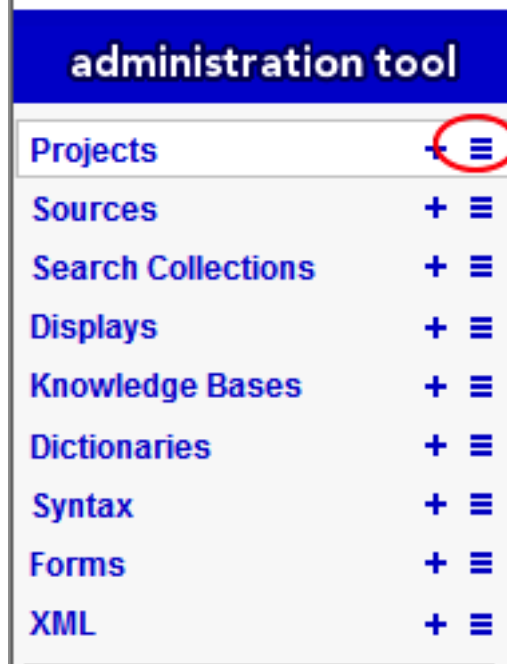 administration tool
Projects +
Sources +
Search Collections +
Displays +
Knowledge Bases +
Dictionaries +
Syntax +
Forms +
XML +